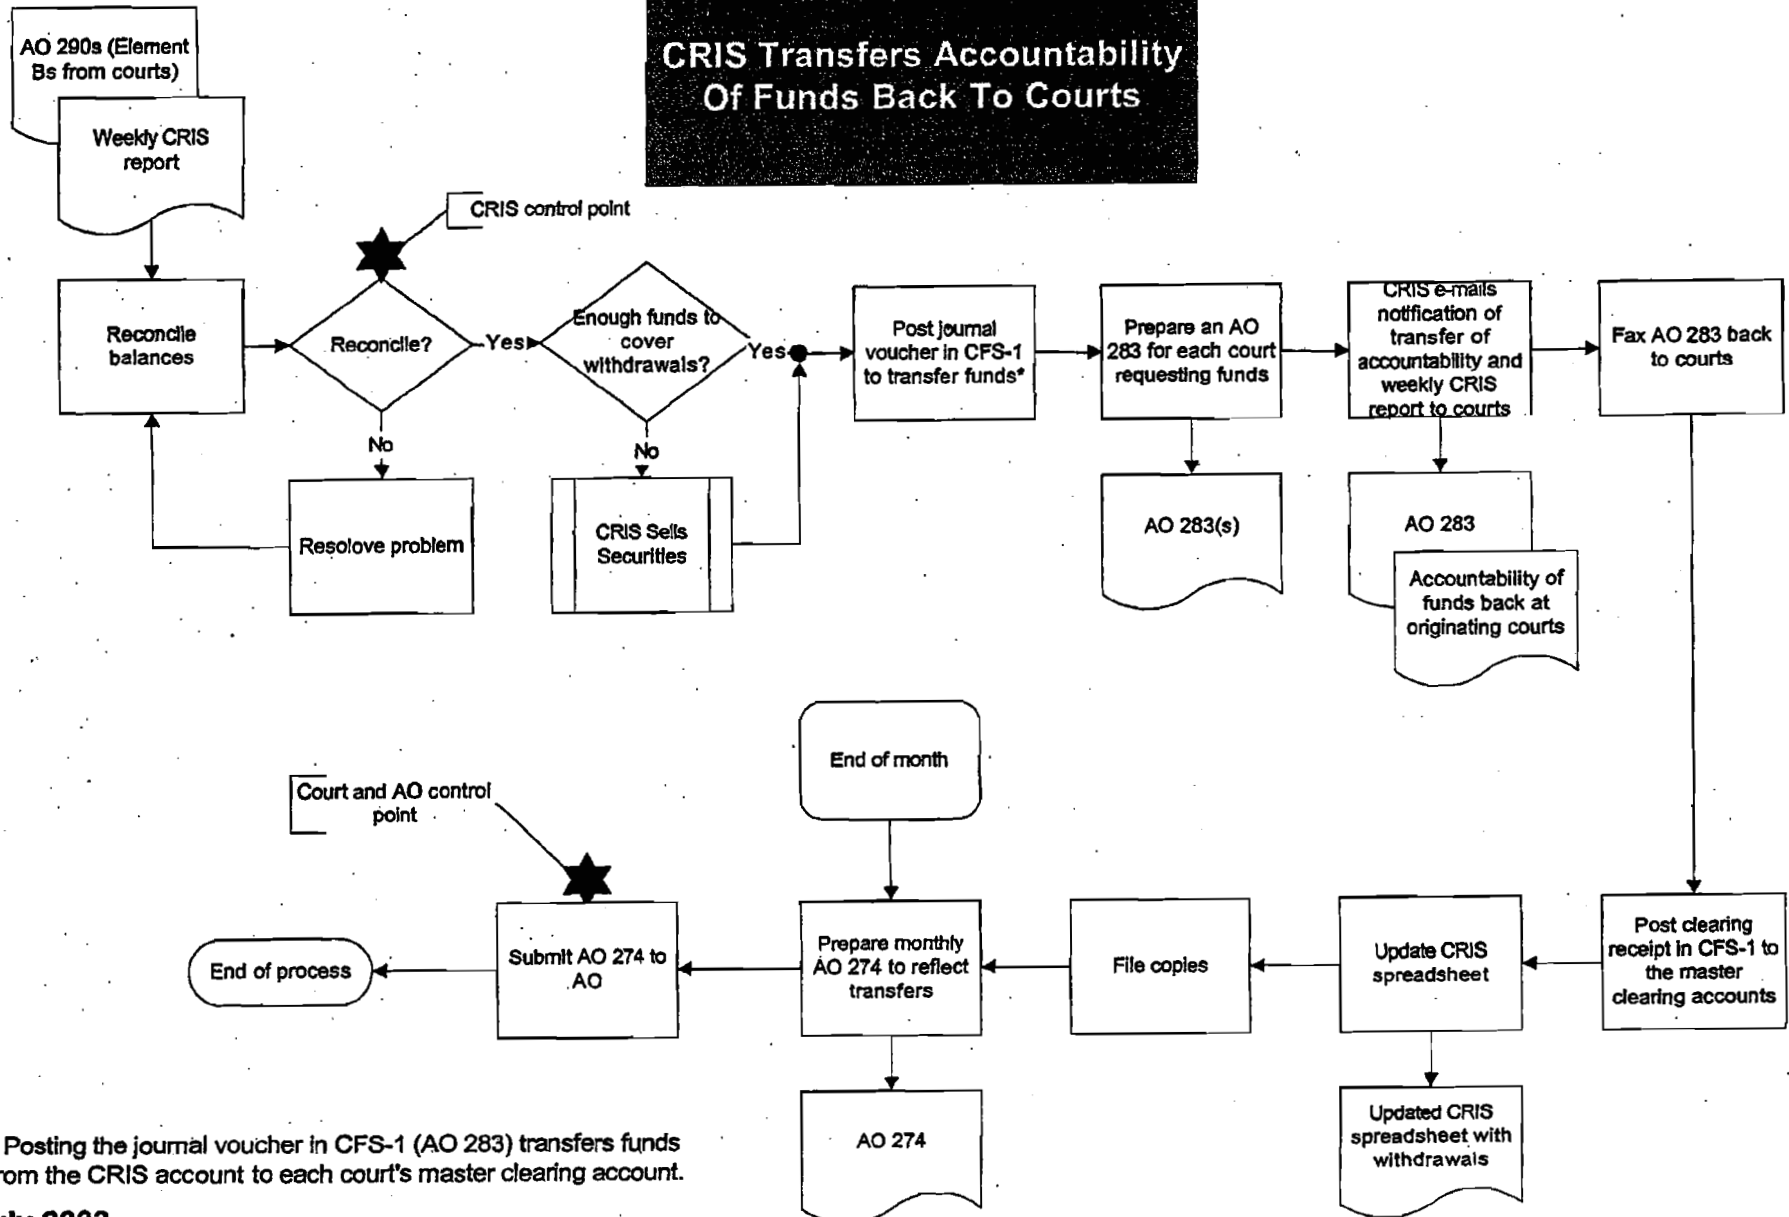 CRIS Transfers Accountability
Of Funds Back To Courts
AO 290s (Element
Bs from courts)
Weekly CRIS
report
CRIS control point
Reconcile
balances
Reconcile?
Yes
Enough funds to
cover
withdrawals?
Yes
Post journal
voucher in CFS-1
to transfer funds*
Prepare an AO
283 for each court
requesting funds
CRIS e-mails
notification of
transfer of
accountability and
weekly CRIS
report to courts
Fax AO 283 back
to courts
No
No
Resolove problem
CRIS Sells
Securities
AO 283(s)
AO 283
Accountability of
funds back at
originating courts
End of month
Court and AO control
point
End of process
Submit AO 274 to
AO
Prepare monthly
AO 274 to reflect
transfers
File copies
Update CRIS
spreadsheet
Post clearing
receipt in CFS-1 to
the master
clearing accounts
AO 274
Updated CRIS
spreadsheet with
withdrawals
Posting the journal voucher in CFS-1 (AO 283) transfers funds
rom the CRIS account to each court's master clearing account.